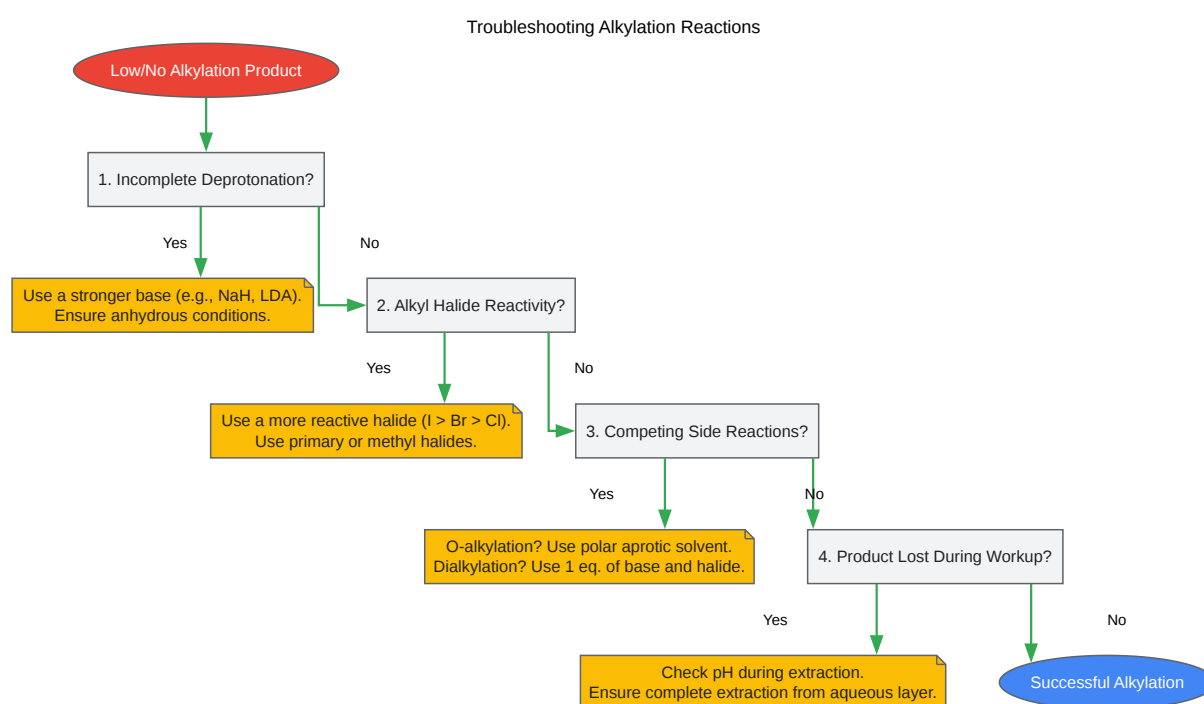 Troubleshooting Alkylation Reactions
Low/No Alkylation Product
1. Incomplete Deprotonation?
Yes
No
Use a stronger base (e.g., NaH, LDA).
Ensure anhydrous conditions.
2. Alkyl Halide Reactivity?
Yes
No
Use a more reactive halide (I > Br > Cl).
Use primary or methyl halides.
3. Competing Side Reactions?
Yes
No
O-alkylation? Use polar aprotic solvent.
Dialkylation? Use 1 eq. of base and halide.
4. Product Lost During Workup?
Yes
No
Check pH during extraction.
Ensure complete extraction from aqueous layer.
Successful Alkylation